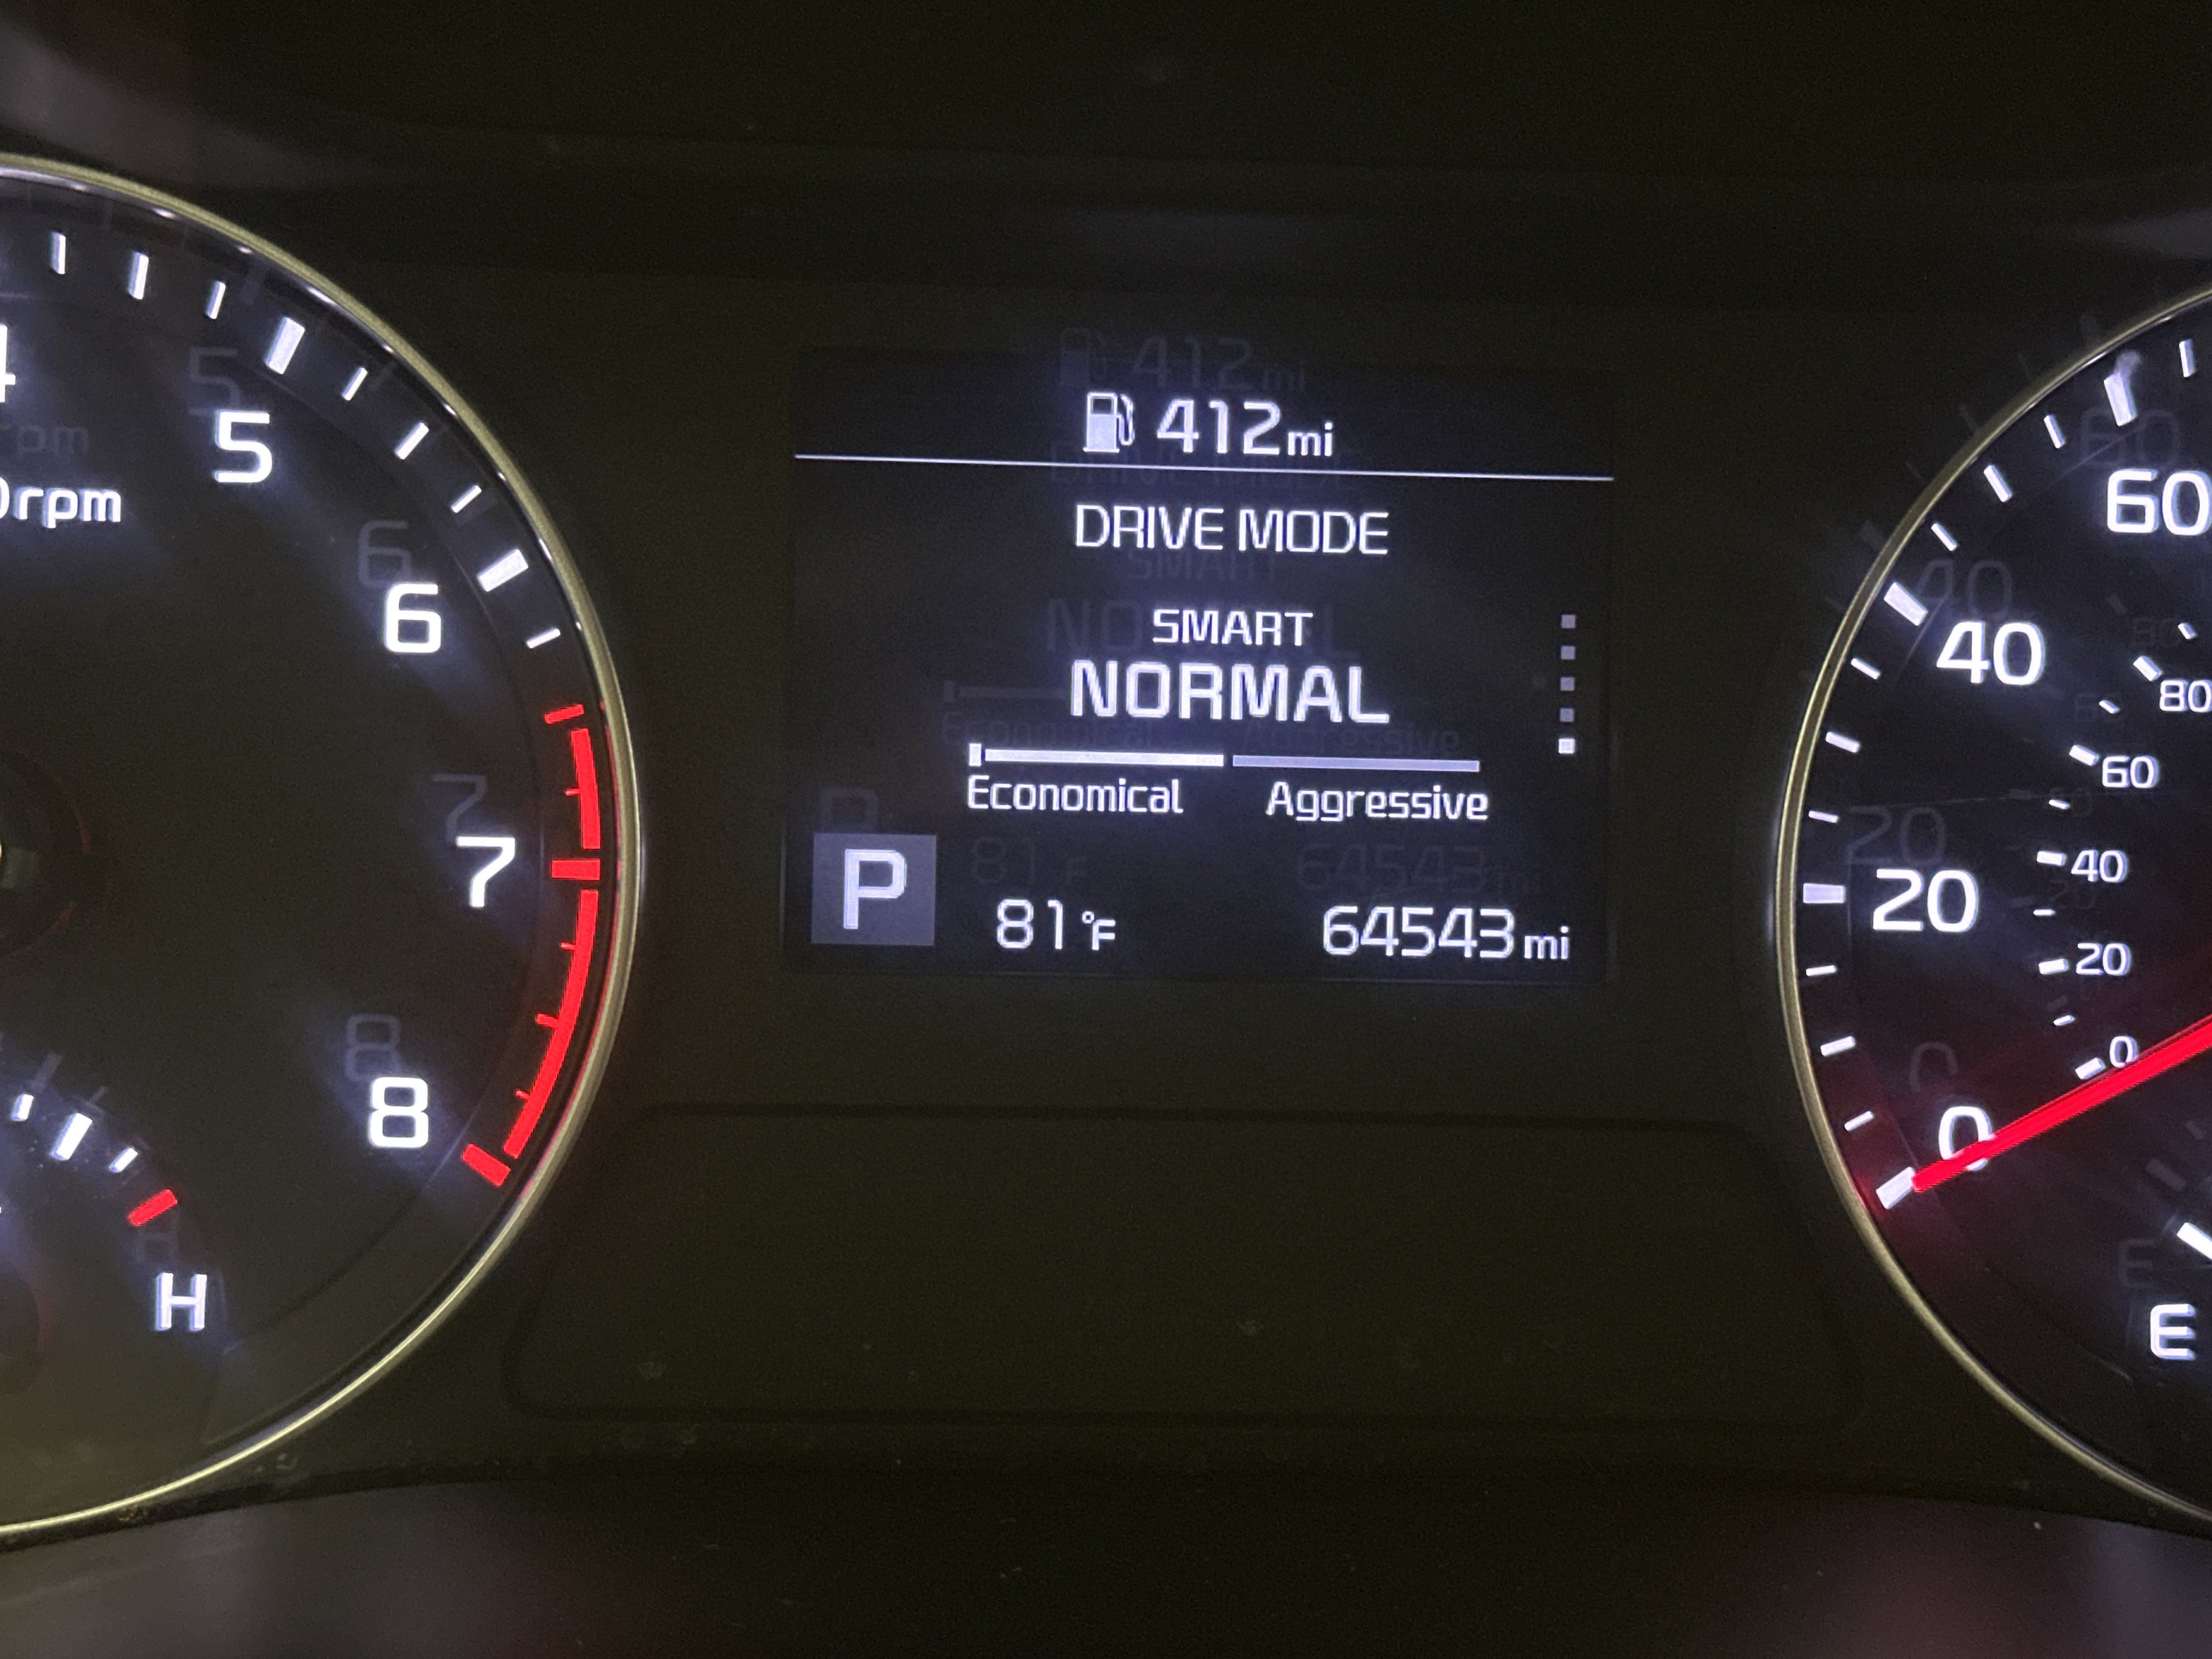 412mi
DRIVE MODE
SMART
NORMAL
Economical Aggressive
P 81°F 64543mi
5
6
7
8
rpm
H
60
40
20
0
80
60
40
20
0
E